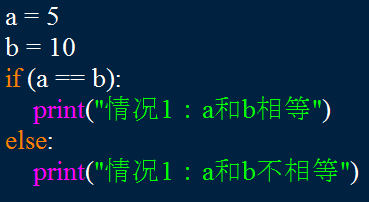 a = 5
b = 10
if (a == b):
    print("情况1：a和b相等")
else:
    print("情况1：a和b不相等")